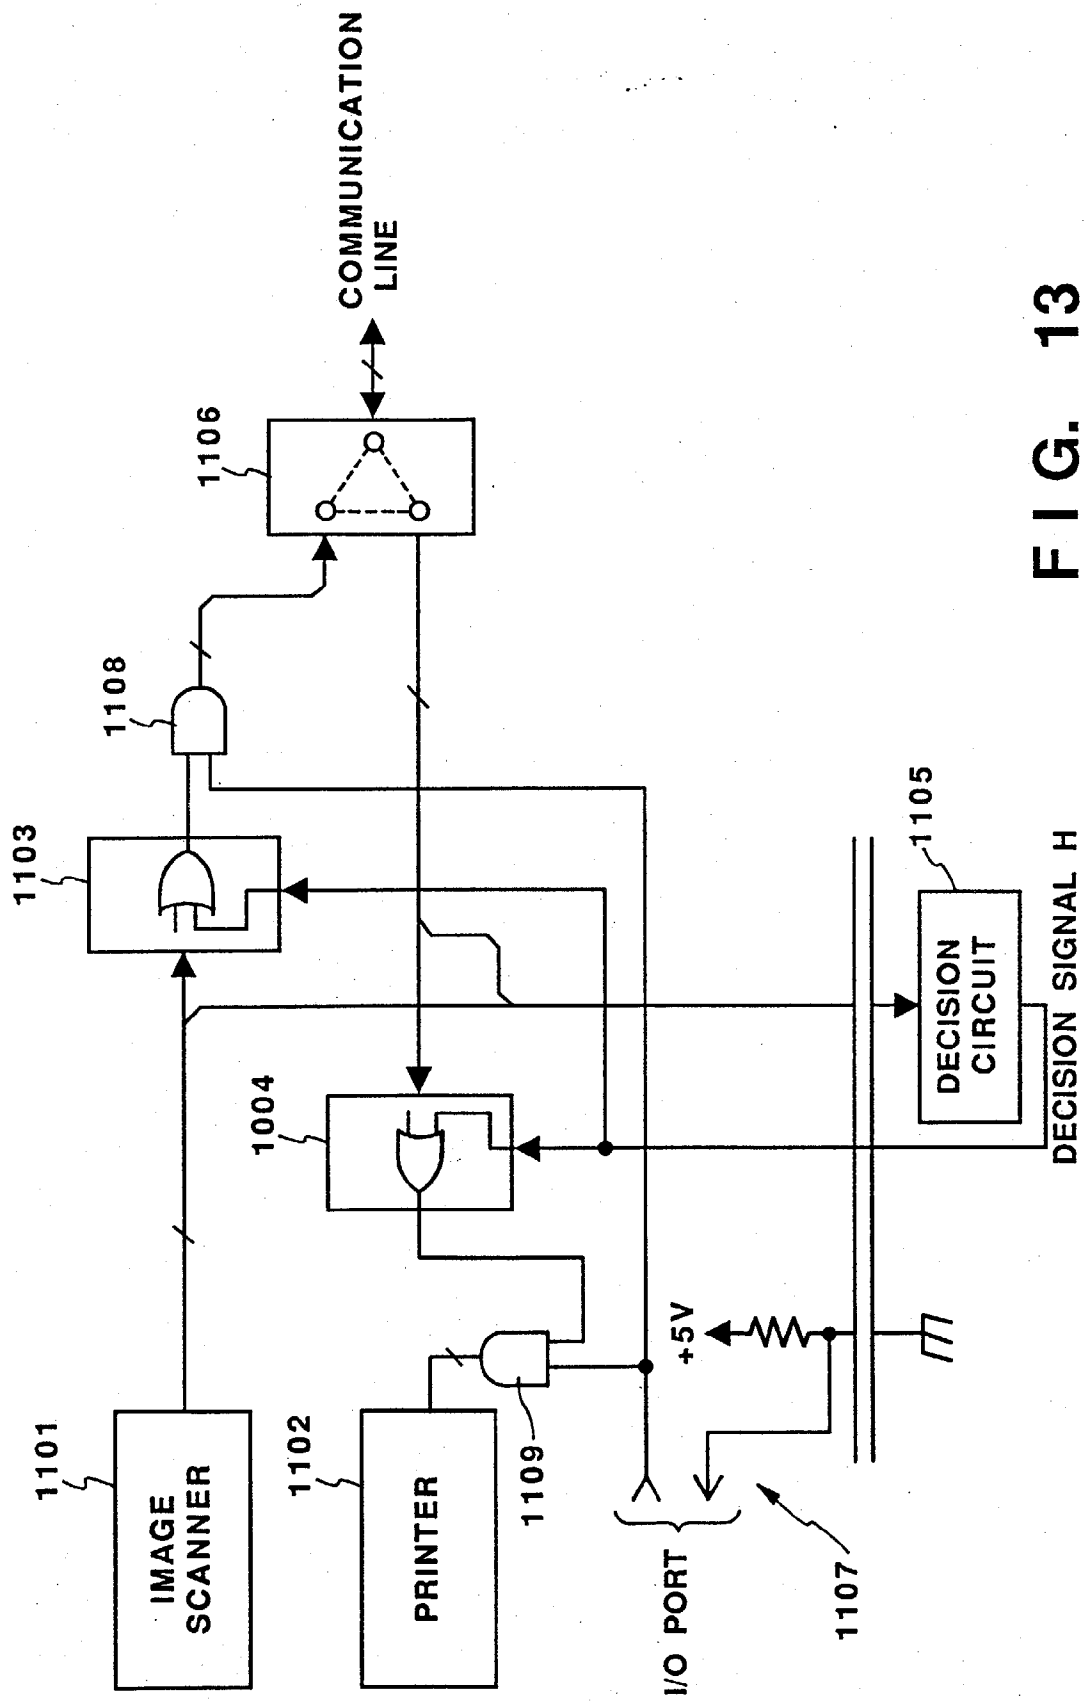 1101
IMAGE
SCANNER
1103
1108
1106
COMMUNICATION
LINE
1102
PRINTER
1004
1109
+5V
I/O PORT
1107
1105
DECISION
CIRCUIT
DECISION SIGNAL H
FIG. 13